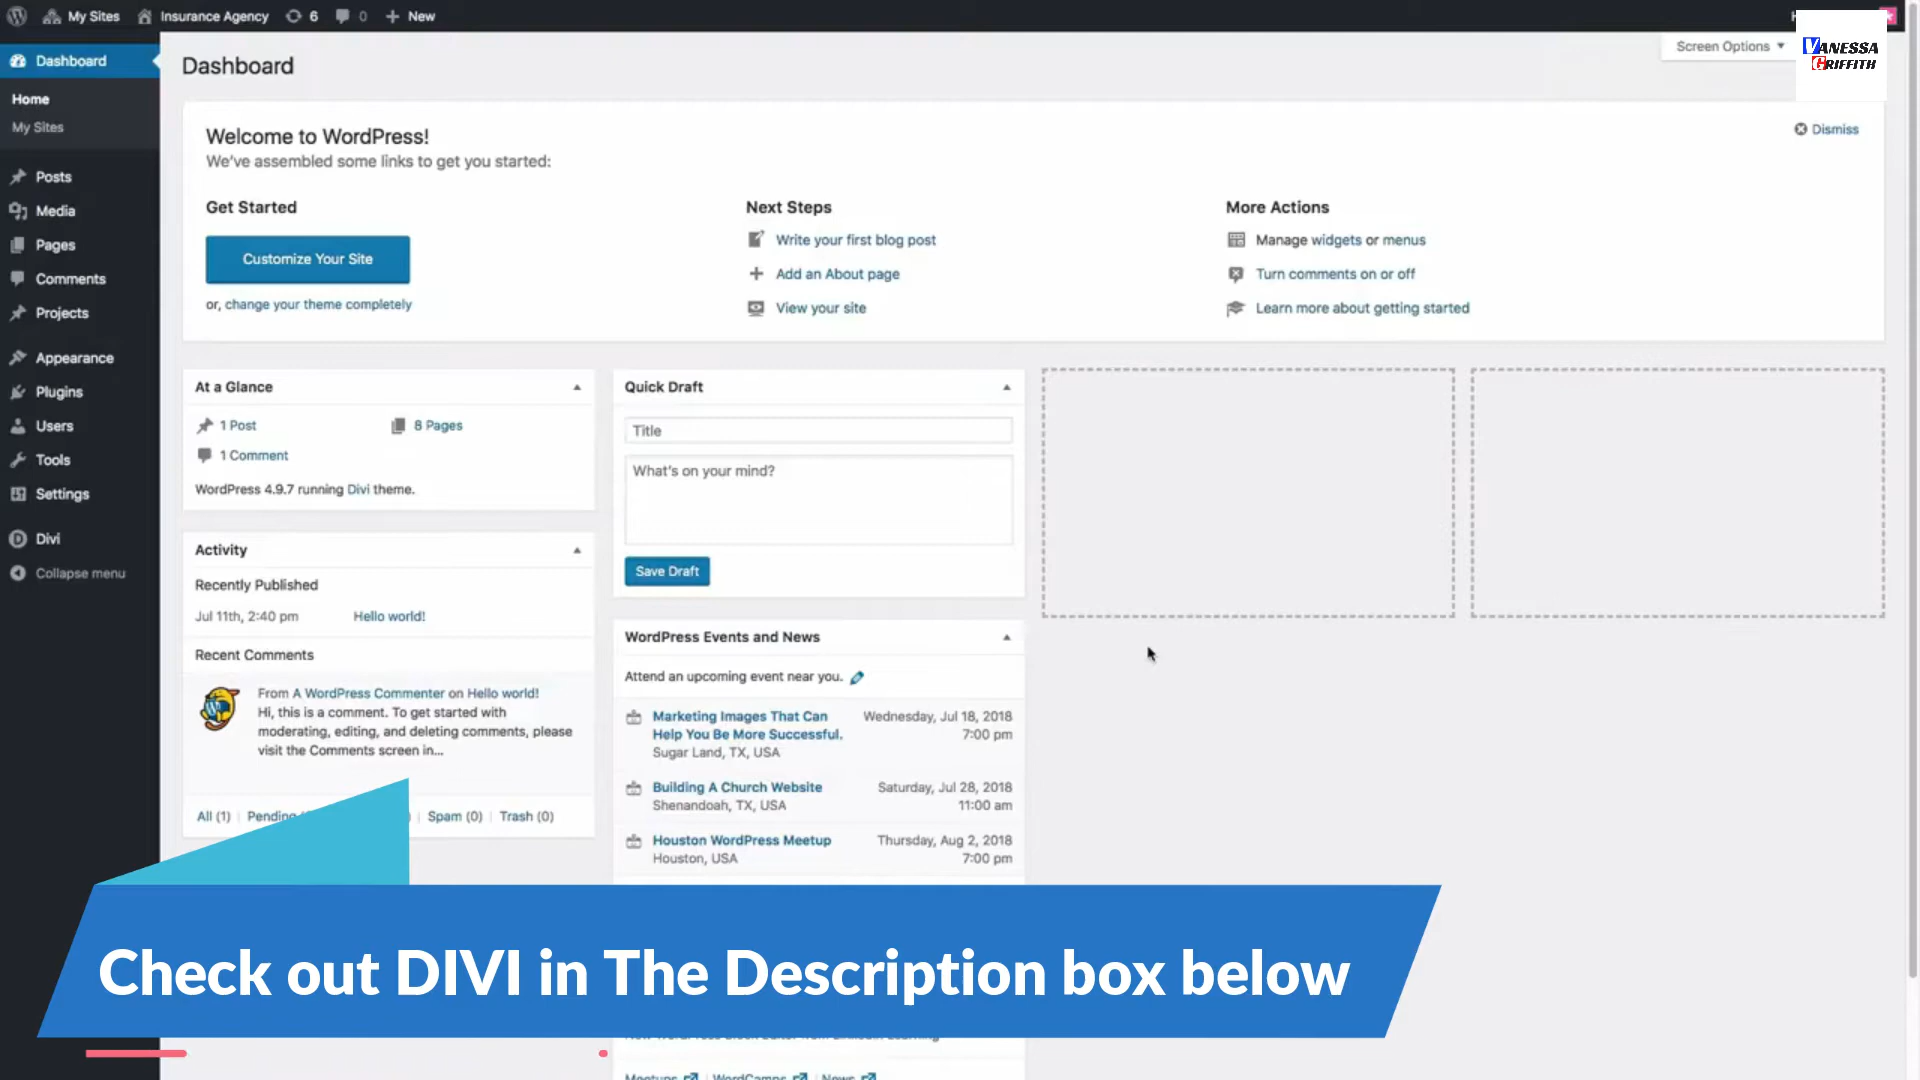 My Sites
Insurance Agency
6
0
New
Screen Options
VANESSA
GRIFFITH
Dashboard
Home
My Sites
Posts
Media
Pages
Comments
Projects
Appearance
Plugins
Users
Tools
Settings
Divi
Collapse menu
Dashboard
Welcome to WordPress!
We've assembled some links to get you started:
Dismiss
Get Started
Customize Your Site
or, change your theme completely
Next Steps
Write your first blog post
Add an About page
View your site
More Actions
Manage widgets or menus
Turn comments on or off
Learn more about getting started
At a Glance
1 Post
8 Pages
1 Comment
WordPress 4.9.7 running Divi theme.
Activity
Recently Published
Jul 11th, 2:40 pm Hello world!
Recent Comments
From A WordPress Commenter on Hello world!
Hi, this is a comment. To get started with
moderating, editing, and deleting comments, please
visit the Comments screen in...
All (1) | Pending | Spam (0) | Trash (0)
Quick Draft
Title
What's on your mind?
Save Draft
WordPress Events and News
Attend an upcoming event near you.
Marketing Images That Can Wednesday, Jul 18, 2018
Help You Be More Successful. 7:00 pm
Sugar Land, TX, USA
Building A Church Website Saturday, Jul 28, 2018
Shenandoah, TX, USA 11:00 am
Houston WordPress Meetup Thursday, Aug 2, 2018
Houston, USA 7:00 pm
Check out DIVI in The Description box below
Meetups | WordCamps | News